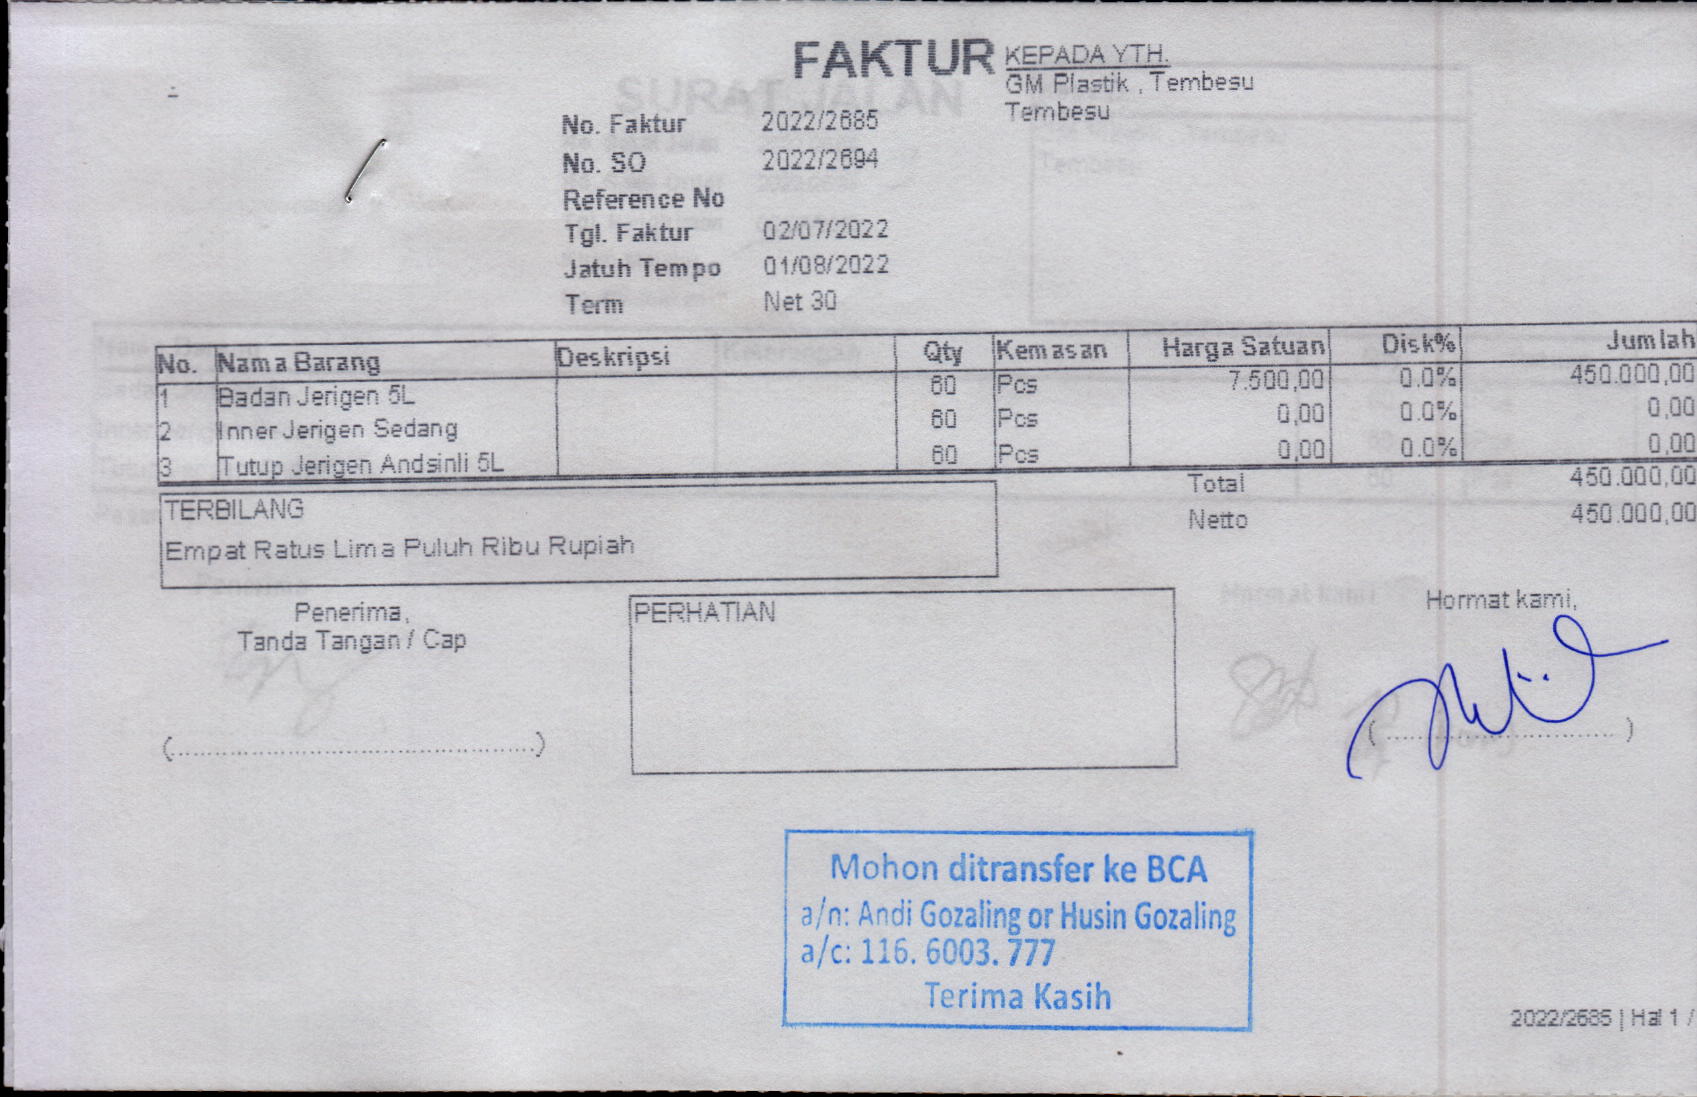 FAKTUR
KEPADA YTH.
GM Plastik , Tembesu
Tembesu
SURAT JALAN
No. Faktur 2022/2685
No. SO 2022/2694
Reference No
Tgl. Faktur 02/07/2022
Jatuh Tempo 01/08/2022
Term Net 30
No. Nama Barang Deskripsi Qty Kemasan Harga Satuan Disk% Jumlah
1 Badan Jerigen 5L 60 Pcs 7.500,00 0.0% 450.000,00
2 Inner Jerigen Sedang 60 Pcs 0,00 0.0% 0,00
3 Tutup Jerigen Andsinli 5L 60 Pcs 0,00 0.0% 0,00
Total 450.000,00
Netto 450.000,00
TERBILANG
Empat Ratus Lima Puluh Ribu Rupiah
Penerima,
Tanda Tangan / Cap
(......................................................)
PERHATIAN
Hormat kami,
(......................................)
Mohon ditransfer ke BCA
a/n: Andi Gozaling or Husin Gozaling
a/c: 116. 6003. 777
Terima Kasih
2022/2685 | Hal 1 /